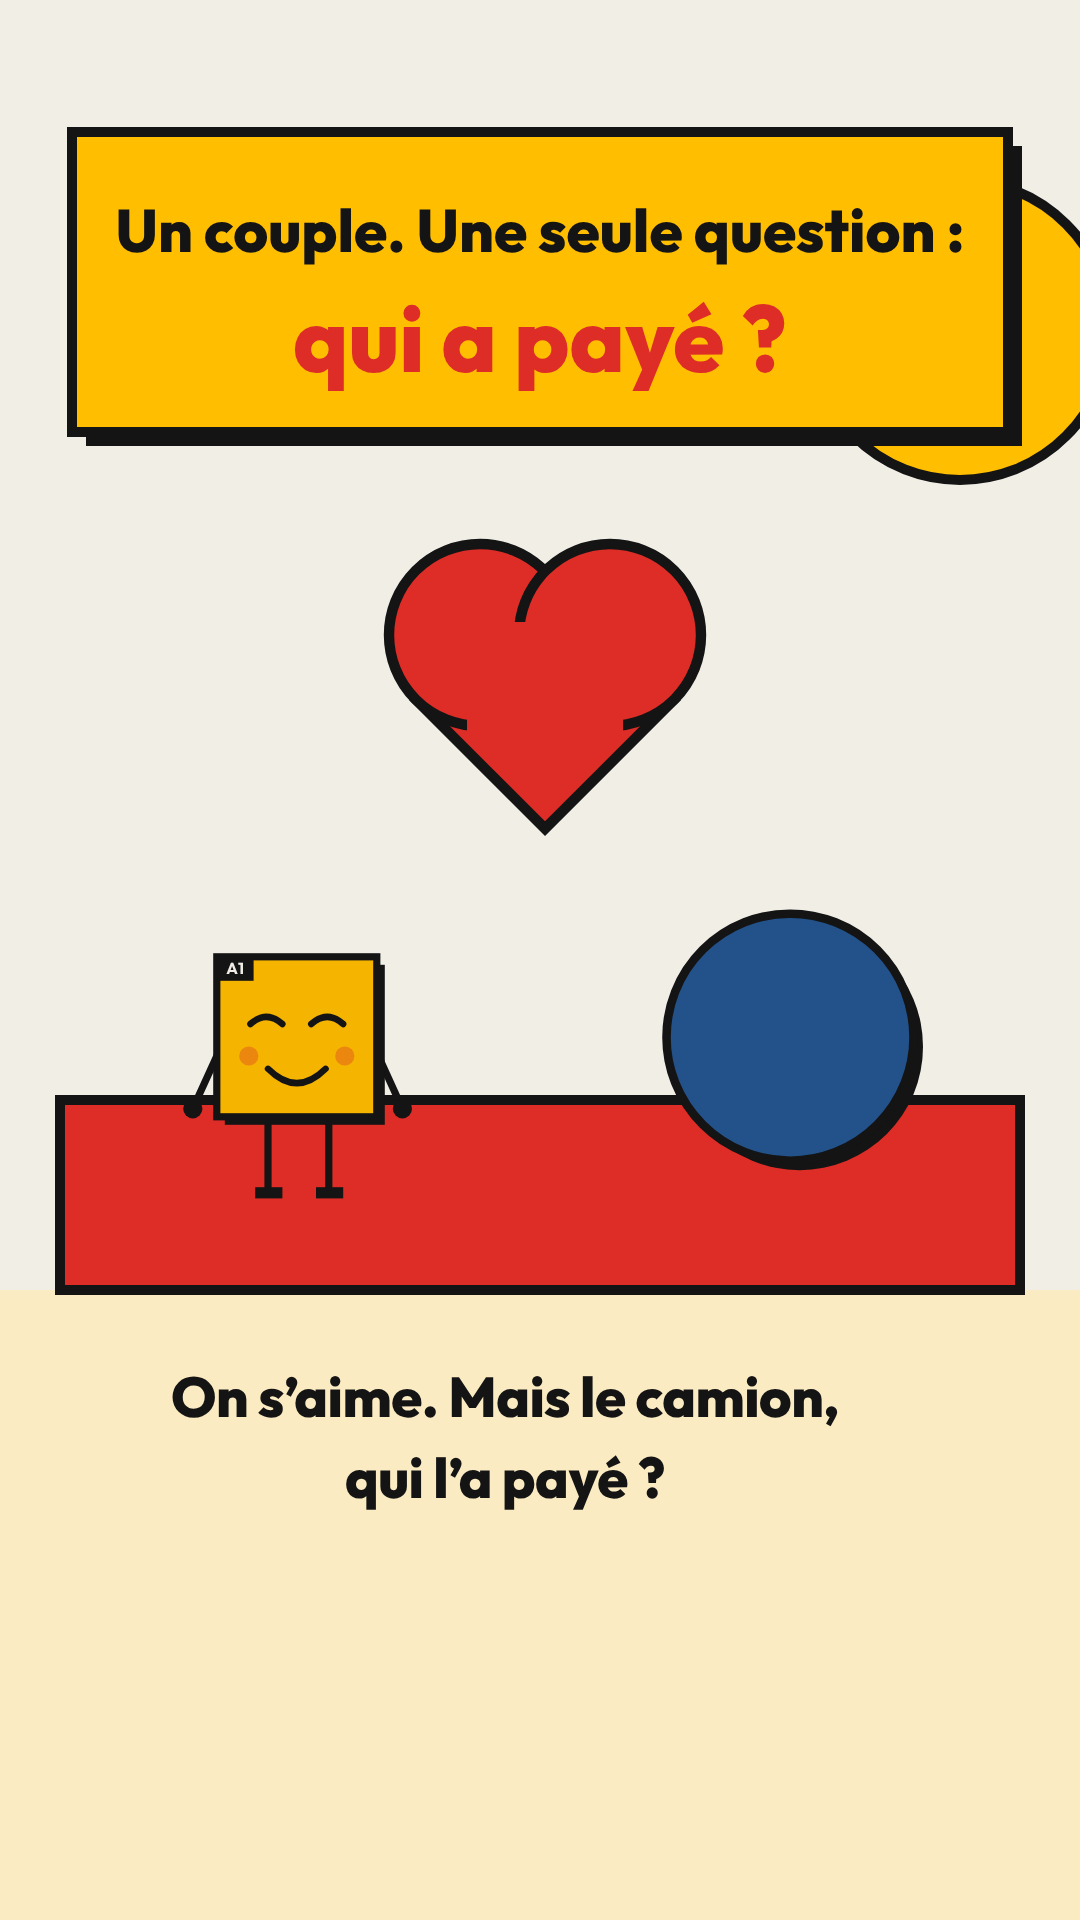 Un couple. Une seule question :
qui a payé ?
A1
On s’aime. Mais le camion,
qui l’a payé ?